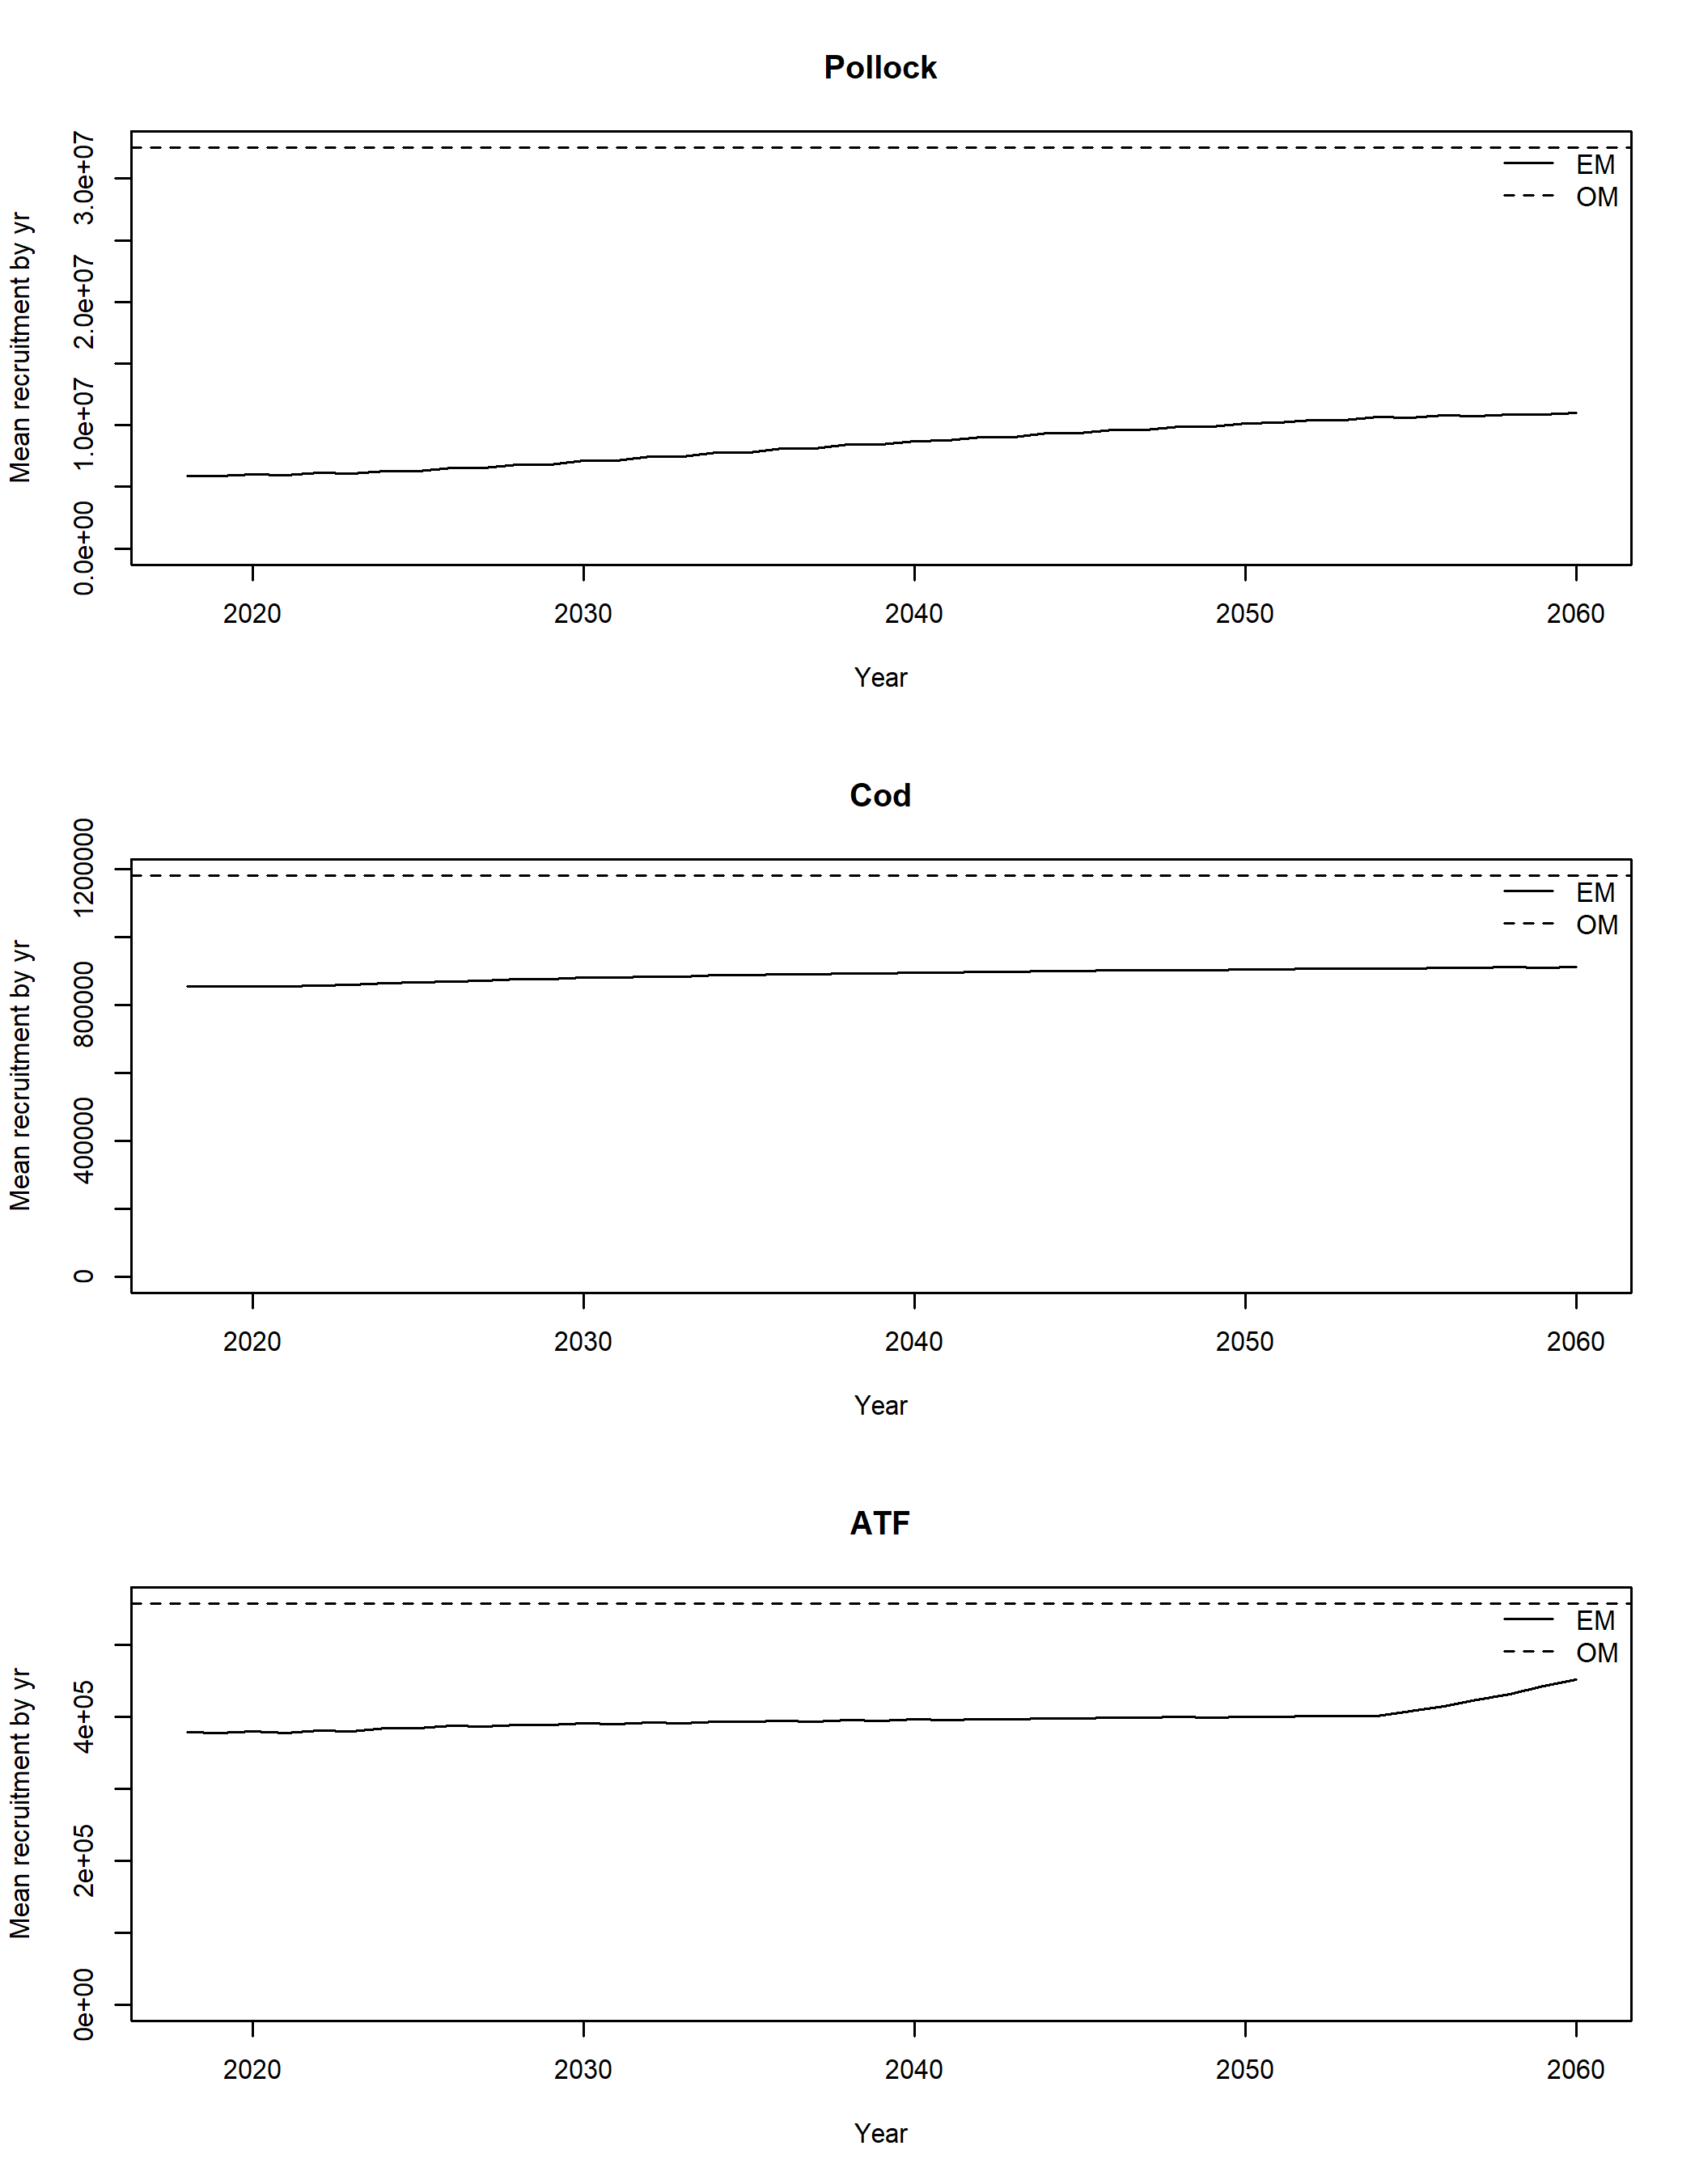 Pollock
Mean recruitment by yr
3.0e+07
2.0e+07
1.0e+07
0.0e+00
EM
OM
2020 2030 2040 2050 2060
Year
Cod
Mean recruitment by yr
1200000
800000
400000
0
EM
OM
2020 2030 2040 2050 2060
Year
ATF
Mean recruitment by yr
4e+05
2e+05
0e+00
EM
OM
2020 2030 2040 2050 2060
Year